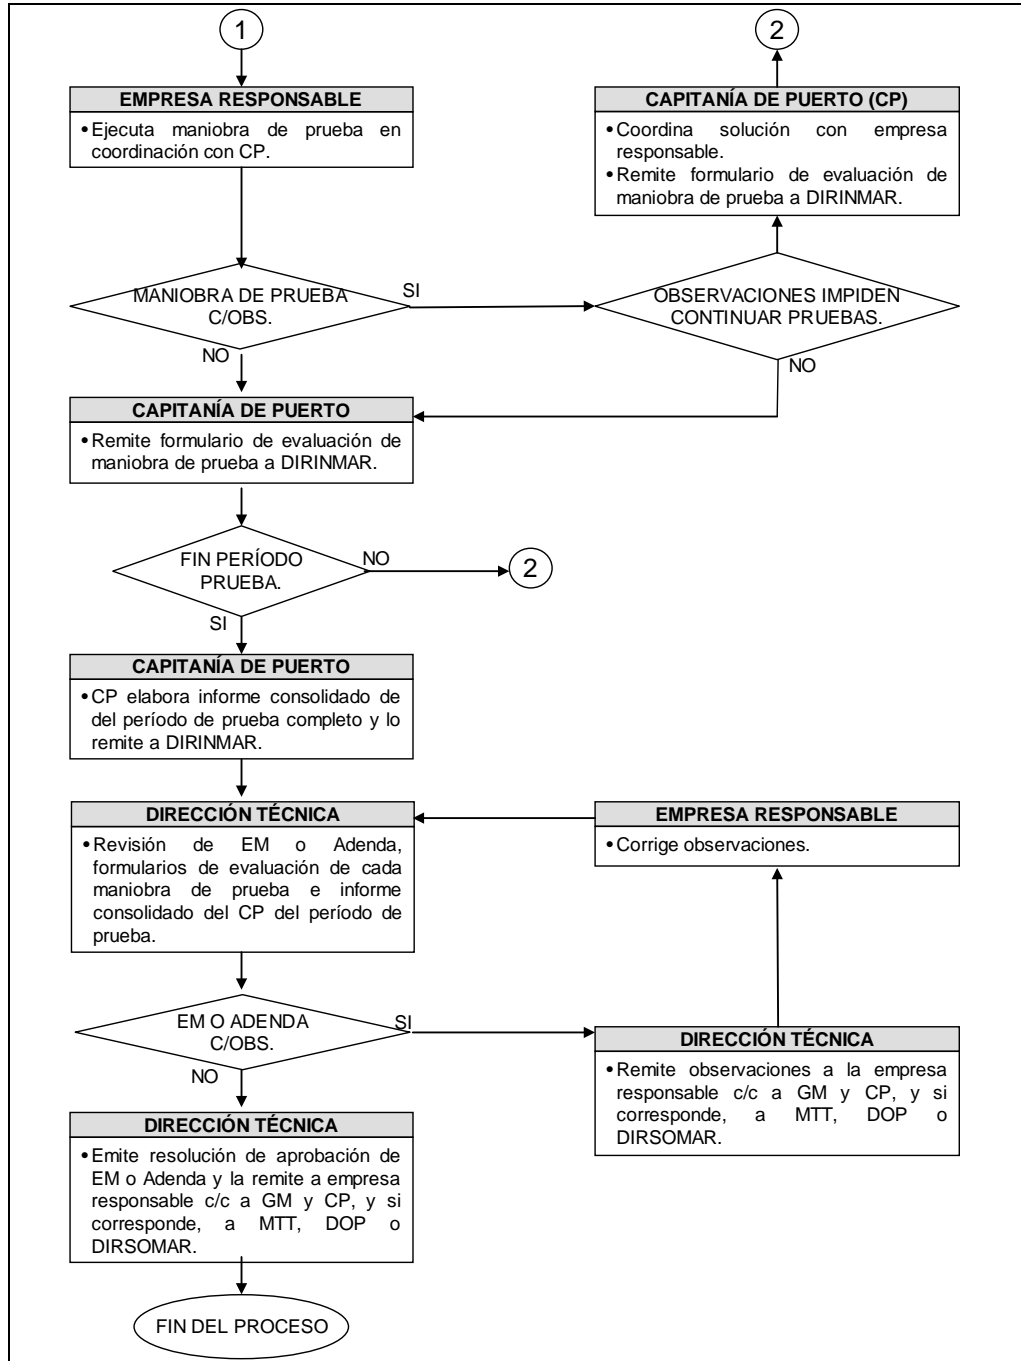 1
2
EMPRESA RESPONSABLE
• Ejecuta maniobra de prueba en
coordinación con CP.
CAPITANÍA DE PUERTO (CP)
• Coordina solución con empresa
responsable.
• Remite formulario de evaluación de
maniobra de prueba a DIRINMAR.
MANIOBRA DE PRUEBA
C/OBS.
SI
NO
OBSERVACIONES IMPIDEN
CONTINUAR PRUEBAS.
NO
CAPITANÍA DE PUERTO
• Remite formulario de evaluación de
maniobra de prueba a DIRINMAR.
FIN PERÍODO
PRUEBA.
NO
2
SI
CAPITANÍA DE PUERTO
• CP elabora informe consolidado de
del período de prueba completo y lo
remite a DIRINMAR.
DIRECCIÓN TÉCNICA
• Revisión de EM o Adenda,
formularios de evaluación de cada
maniobra de prueba e informe
consolidado del CP del período de
prueba.
EMPRESA RESPONSABLE
• Corrige observaciones.
EM O ADENDA
C/OBS.
SI
NO
DIRECCIÓN TÉCNICA
• Remite observaciones a la empresa
responsable c/c a GM y CP, y si
corresponde, a MTT, DOP o
DIRSOMAR.
DIRECCIÓN TÉCNICA
• Emite resolución de aprobación de
EM o Adenda y la remite a empresa
responsable c/c a GM y CP, y si
corresponde, a MTT, DOP o
DIRSOMAR.
FIN DEL PROCESO